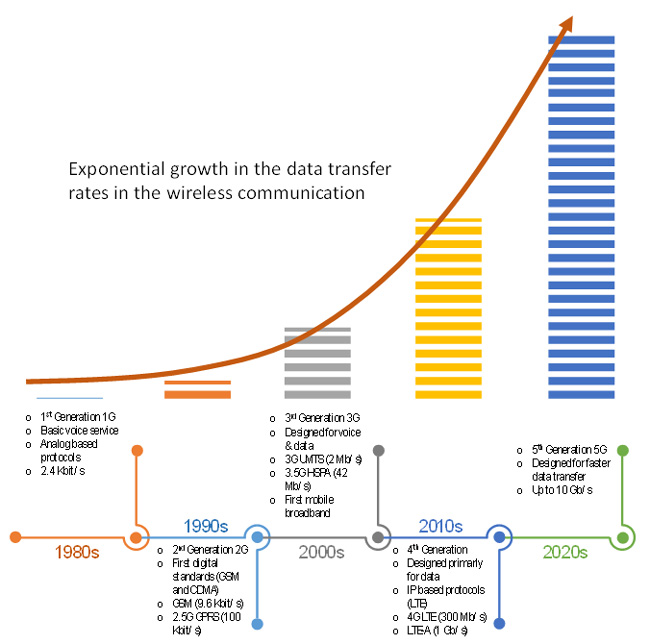 Exponential growth in the data transfer
rates in the wireless communication
o 1st Generation 1G
o Basic voice service
o Analog based
protocols
o 2.4 Kbit/s
o 3rd Generation 3G
o Designed for voice
& data
o 3G UMTS (2 Mb/s)
o 3.5G HSPA (42
Mb/s)
o First mobile
broadband
o 5th Generation 5G
o Designed for faster
data transfer
o Up to 10 Gb/s
1980s
1990s
2000s
2010s
2020s
o 2nd Generation 2G
o First digital
standards (GSM
and CDMA)
o GSM (9.6 Kbit/s)
o 2.5G GPRS (100
Kbit/s)
o 4th Generation
o Designed primarily
for data
o IP based protocols
(LTE)
o 4G LTE (300 Mb/s)
o LTE-A (1 Gb/s)